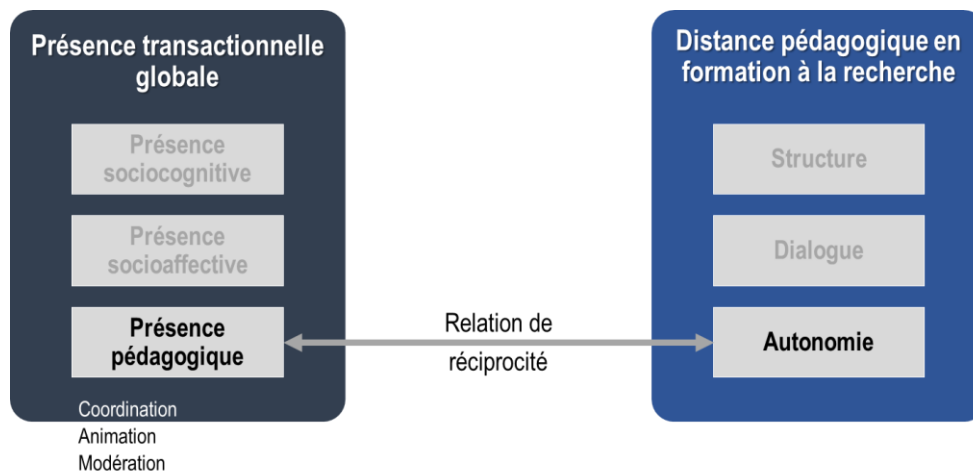 Présence transactionnelle
globale
Présence
sociocognitive
Présence
socioaffective
Présence
pédagogique
Coordination
Animation
Modération
Relation de
réciprocité
Distance pédagogique en
formation à la recherche
Structure
Dialogue
Autonomie